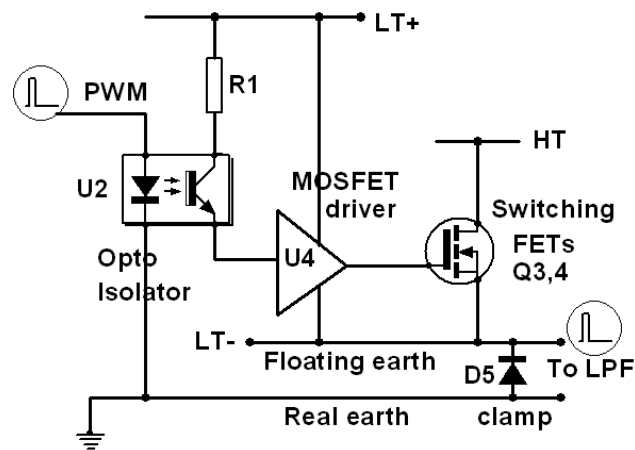 LT+
PWM
R1
HT
U2
MOSFET
driver
Switching
FETs
Q3,4
U4
Opto
Isolator
LT-
Floating earth
D5
To LPF
Real earth
clamp